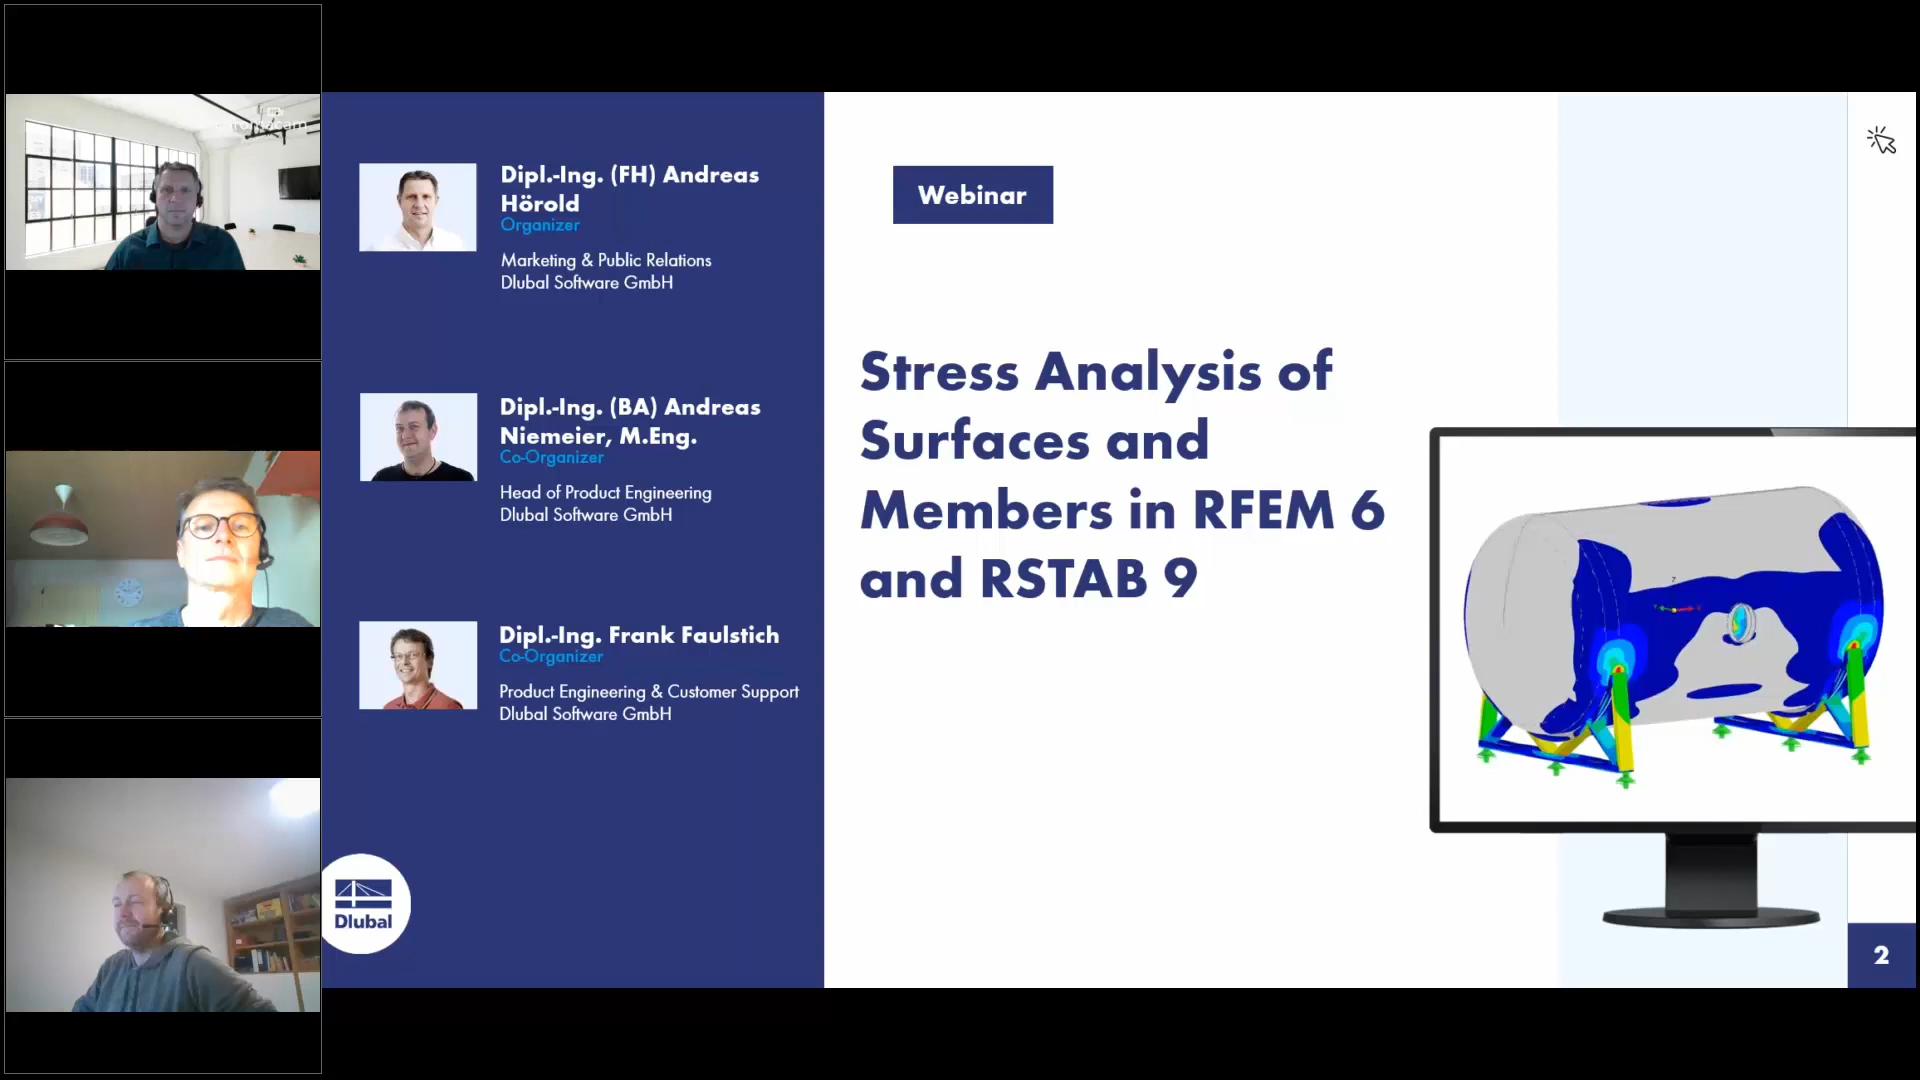 Dipl.-Ing. (FH) Andreas
Hörold
Organizer
Marketing & Public Relations
Dlubal Software GmbH
Dipl.-Ing. (BA) Andreas
Niemeier, M.Eng.
Co-Organizer
Head of Product Engineering
Dlubal Software GmbH
Dipl.-Ing. Frank Faulstich
Co-Organizer
Product Engineering & Customer Support
Dlubal Software GmbH
Dlubal
Webinar
Stress Analysis of
Surfaces and
Members in RFEM 6
and RSTAB 9
Z
2